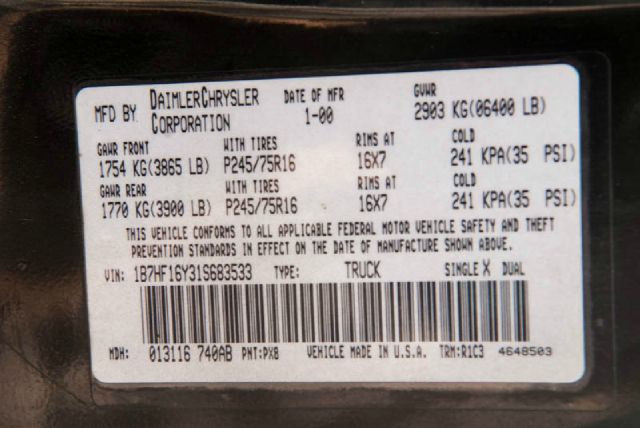 MFD BY DAIMLERCHRYSLER CORPORATION DATE OF MFR 1-00 GVWR 2903 KG(06400 LB)
GAWR FRONT WITH TIRES RIMS AT COLD
1754 KG(3865 LB) P245/75R16 16X7 241 KPA(35 PSI)
GAWR REAR WITH TIRES RIMS AT COLD
1770 KG(3900 LB) P245/75R16 16X7 241 KPA(35 PSI)
THIS VEHICLE CONFORMS TO ALL APPLICABLE FEDERAL MOTOR VEHICLE SAFETY AND THEFT
PREVENTION STANDARDS IN EFFECT ON THE DATE OF MANUFACTURE SHOWN ABOVE.
VIN: 1B7HF16Y31S683533 TYPE: TRUCK SINGLE X DUAL
MDH: 013116 740AB PNT:PX8 VEHICLE MADE IN U.S.A. TRM:R1C3 4648503